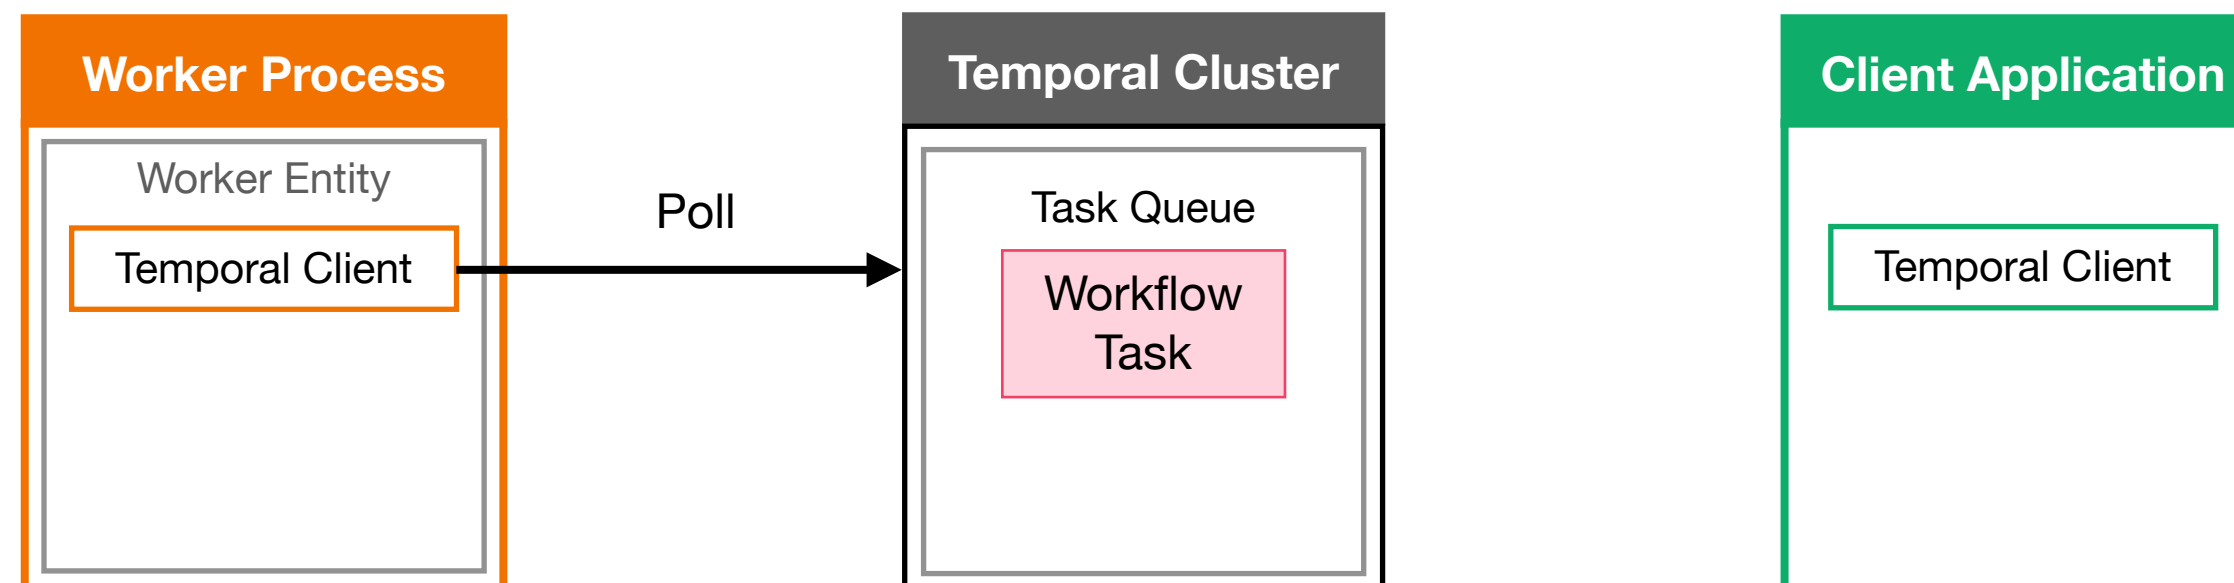 Worker Process
Temporal Cluster
Client Application
Worker Entity
Temporal Client
Poll
Task Queue
Workflow
Task
Temporal Client